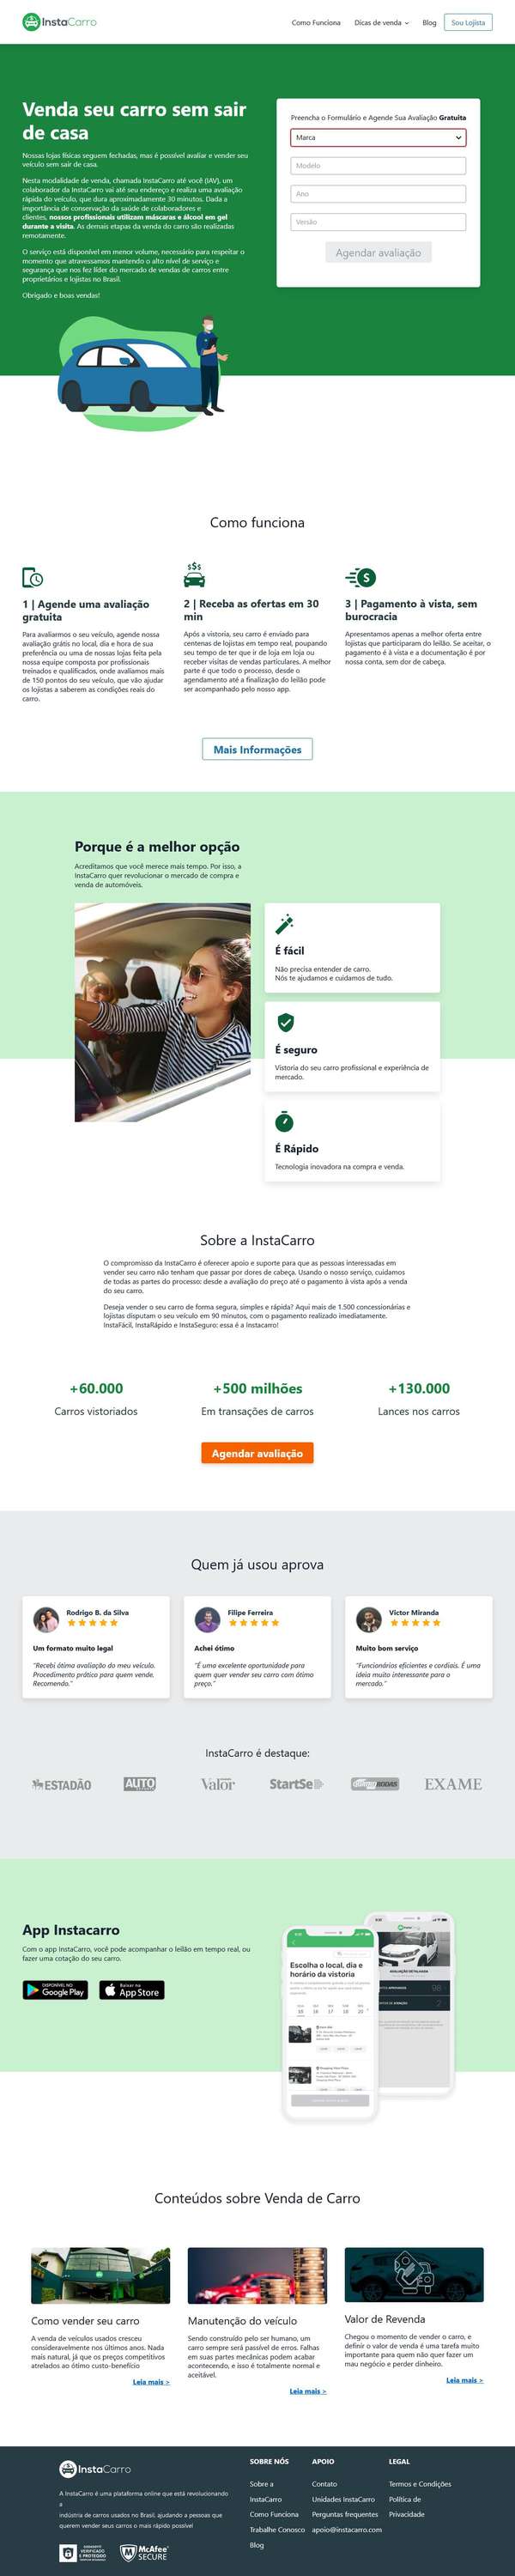 InstaCarro
Como Funciona
Dicas de venda
Blog
Sou Lojista
Venda seu carro sem sair
de casa
Nossas lojas físicas seguem fechadas, mas é possível avaliar e vender seu
veículo sem sair de casa.
Nesta modalidade de venda, chamada InstaCarro até você (IAV), um
colaborador da InstaCarro vai até seu endereço e realiza uma avaliação
rápida do veículo, que dura aproximadamente 30 minutos. Dada a
importância de conservação da saúde de colaboradores e
clientes, nossos profissionais utilizam máscaras e álcool em gel
durante a visita. As demais etapas da venda do carro são realizadas
remotamente.
O serviço está disponível em menor volume, necessário para respeitar o
momento que atravessamos mantendo o alto nível de serviço e
segurança que nos fez líder do mercado de vendas de carros entre
proprietários e lojistas no Brasil.
Obrigado e boas vendas!
Preencha o Formulário e Agende Sua Avaliação Gratuita
Marca
Modelo
Ano
Versão
Agendar avaliação
Como funciona
1 | Agende uma avaliação
gratuita
Para avaliarmos o seu veículo, agende nossa
avaliação grátis no local, dia e hora de sua
preferência ou uma de nossas lojas feita pela
nossa equipe composta por profissionais
treinados e qualificados, onde avaliamos mais
de 150 pontos do seu veículo, que vão ajudar
os lojistas a saberem as condições reais do
carro.
$$$
2 | Receba as ofertas em 30
min
Após a vistoria, seu carro é enviado para
centenas de lojistas em tempo real, poupando
seu tempo de ter que ir de loja em loja ou
receber visitas de vendas particulares. A melhor
parte é que todo o processo, desde o
agendamento até a finalização do leilão pode
ser acompanhado pelo nosso app.
$
3 | Pagamento à vista, sem
burocracia
Apresentamos apenas a melhor oferta entre
lojistas que participaram do leilão. Se aceitar, o
pagamento é à vista e a documentação é por
nossa conta, sem dor de cabeça.
Mais Informações
Porque é a melhor opção
Acreditamos que você merece mais tempo. Por isso, a
InstaCarro quer revolucionar o mercado de compra e
venda de automóveis.
É fácil
Não precisa entender de carro.
Nós te ajudamos e cuidamos de tudo.
É seguro
Vistoria do seu carro profissional e experiência de
mercado.
É Rápido
Tecnologia inovadora na compra e venda.
Sobre a InstaCarro
O compromisso da InstaCarro é oferecer apoio e suporte para que as pessoas interessadas em
vender seu carro não tenham que passar por dores de cabeça. Usando o nosso serviço, cuidamos
de todas as partes do processo: desde a avaliação do preço até o pagamento à vista após a venda
do seu carro.
Deseja vender o seu carro de forma segura, simples e rápida? Aqui mais de 1.500 concessionárias e
lojistas disputam o seu veículo em 90 minutos, com o pagamento realizado imediatamente.
InstaFácil, InstaRápido e InstaSeguro: essa é a Instacarro!
+60.000
Carros vistoriados
+500 milhões
Em transações de carros
+130.000
Lances nos carros
Agendar avaliação
Quem já usou aprova
Rodrigo B. da Silva
Um formato muito legal
"Recebi ótima avaliação do meu veículo.
Procedimento prático para quem vende.
Recomendo."
Filipe Ferreira
Achei ótimo
"É uma excelente oportunidade para
quem quer vender seu carro com ótimo
preço."
Victor Miranda
Muito bom serviço
"Funcionários eficientes e cordiais. É uma
ideia muito interessante para o
mercado."
InstaCarro é destaque:
ESTADÃO
AUTO
Valor
StartSe
RODAS
EXAME
App Instacarro
Com o app InstaCarro, você pode acompanhar o leilão em tempo real, ou
fazer uma cotação do seu carro.
DISPONÍVEL NO
Google Play
Baixar na
App Store
Escolha o local, dia e
horário da vistoria
Conteúdos sobre Venda de Carro
Como vender seu carro
A venda de veículos usados cresceu
consideravelmente nos últimos anos. Nada
mais natural, já que os preços competitivos
atrelados ao ótimo custo-benefício
Leia mais >
Manutenção do veículo
Sendo construído pelo ser humano, um
carro sempre será passível de erros. Falhas
em suas partes mecânicas podem acabar
acontecendo, e isso é totalmente normal e
aceitável.
Leia mais >
Valor de Revenda
Chegou o momento de vender o carro, e
definir o valor de venda é uma tarefa muito
importante para quem não quer fazer um
mau negócio e perder dinheiro.
Leia mais >
InstaCarro
A InstaCarro é uma plataforma online que está revolucionando
a
indústria de carros usados no Brasil, ajudando a pessoas que
querem vender seus carros o mais rápido possível
VERIFICADO
E PROTEGIDO
McAfee
SECURE
SOBRE NÓS
Sobre a
InstaCarro
Como Funciona
Trabalhe Conosco
Blog
APOIO
Contato
Unidades InstaCarro
Perguntas frequentes
apoio@instacarro.com
LEGAL
Termos e Condições
Política de
Privacidade